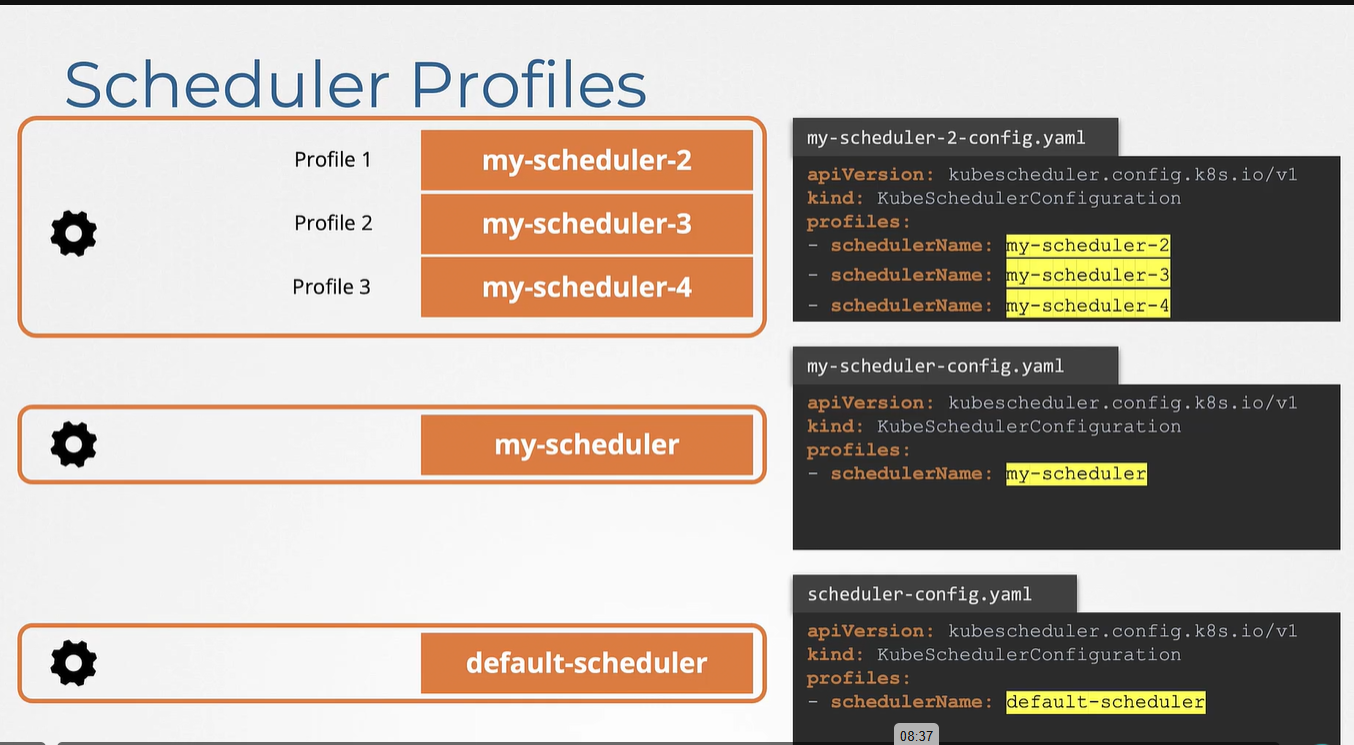 Scheduler Profiles
Profile 1
my-scheduler-2
Profile 2
my-scheduler-3
Profile 3
my-scheduler-4
my-scheduler-2-config.yaml
apiVersion: kubescheduler.config.k8s.io/v1
kind: KubeSchedulerConfiguration
profiles:
- schedulerName: my-scheduler-2
- schedulerName: my-scheduler-3
- schedulerName: my-scheduler-4
my-scheduler
my-scheduler-config.yaml
apiVersion: kubescheduler.config.k8s.io/v1
kind: KubeSchedulerConfiguration
profiles:
- schedulerName: my-scheduler
default-scheduler
scheduler-config.yaml
apiVersion: kubescheduler.config.k8s.io/v1
kind: KubeSchedulerConfiguration
profiles:
- schedulerName: default-scheduler
08:37